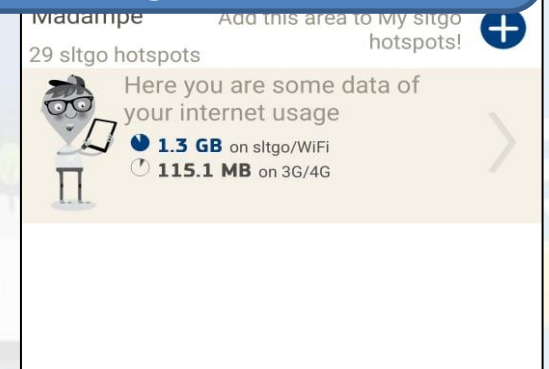 Madampe
Add this area to My sltgo
hotspots!
29 sltgo hotspots
Here you are some data of
your internet usage
1.3 GB on sltgo/WiFi
115.1 MB on 3G/4G